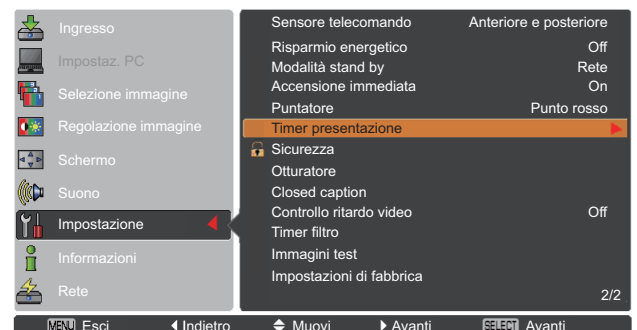 Ingresso
Impostaz. PC
Selezione immagine
Regolazione immagine
Schermo
Suono
Impostazione
Informazioni
Rete
Sensore telecomando Anteriore e posteriore
Risparmio energetico Off
Modalità stand by Rete
Accensione immediata On
Puntatore Punto rosso
Timer presentazione
Sicurezza
Otturatore
Closed caption
Controllo ritardo video Off
Timer filtro
Immagini test
Impostazioni di fabbrica
2/2
MENU Esci Indietro Muovi Avanti SELECT Avanti